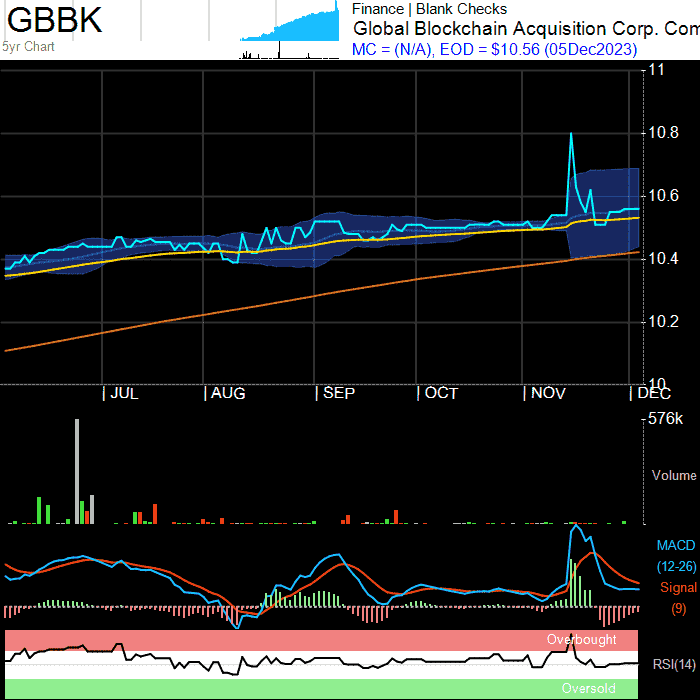 GBBK
5yr Chart
Finance | Blank Checks
Global Blockchain Acquisition Corp. Com
MC = (N/A), EOD = $10.56 (05Dec2023)
11
10.8
10.6
10.4
10.2
10
JUL AUG SEP OCT NOV DEC
576k
Volume
MACD
(12-26)
Signal
(9)
Overbought
RSI(14)
Oversold